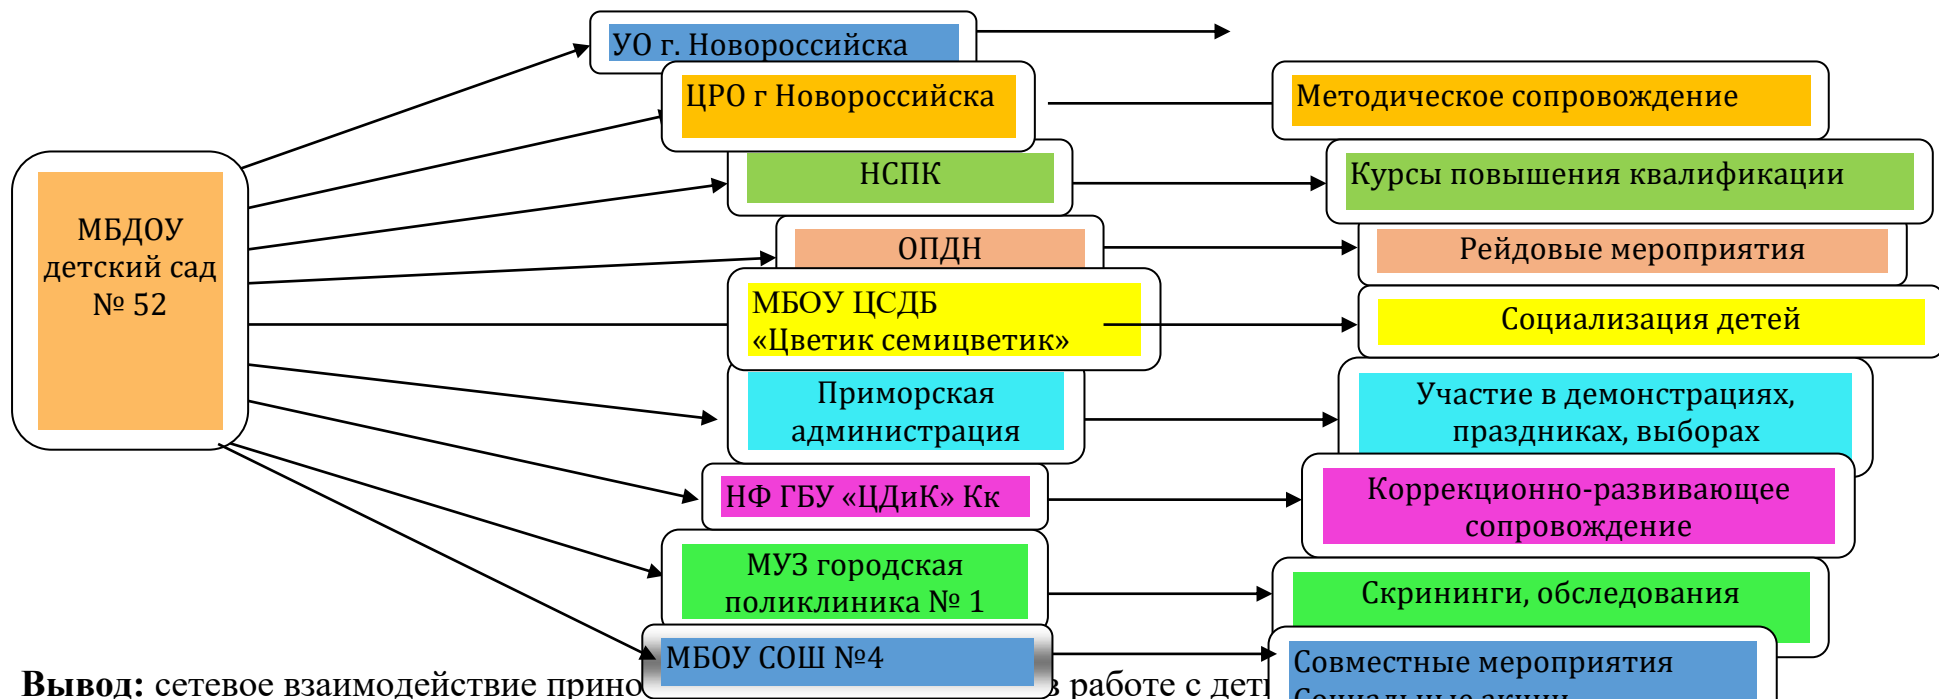 УО г. Новороссийска
ЦРО г Новороссийска
Методическое сопровождение
НСПК
Курсы повышения квалификации
МБДОУ
детский сад
№ 52
ОПДН
Рейдовые мероприятия
МБОУ ЦСДБ
«Цветик семицветик»
Социализация детей
Приморская
администрация
Участие в демонстрациях,
праздниках, выборах
НФ ГБУ «ЦДиК» Кк
Коррекционно-развивающее
сопровождение
МУЗ городская
поликлиника № 1
Скрининги, обследования
МБОУ СОШ №4
Совместные мероприятия
Социальные акции
Вывод: сетевое взаимодействие в работе с